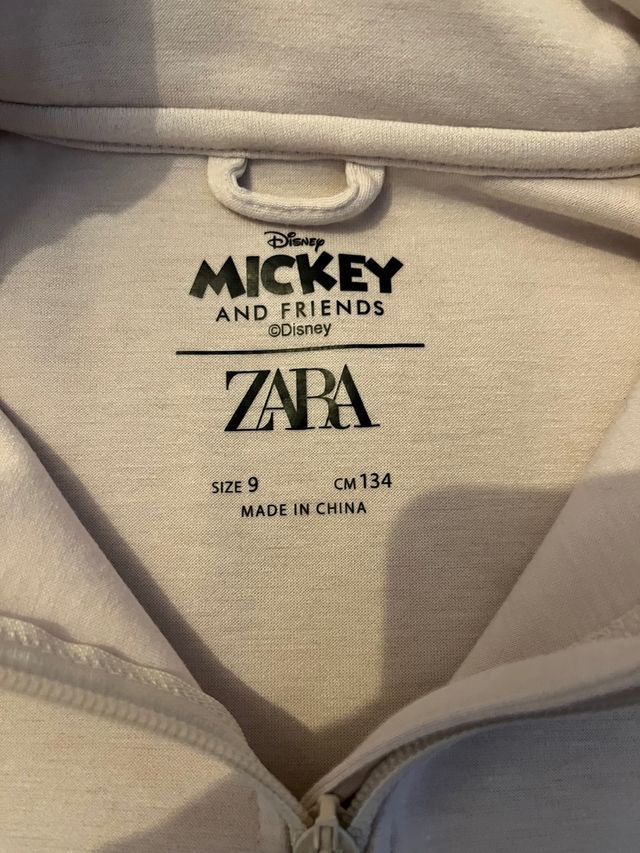 Disney
MICKEY
AND FRIENDS
©Disney
ZARA
SIZE 9 CM 134
MADE IN CHINA